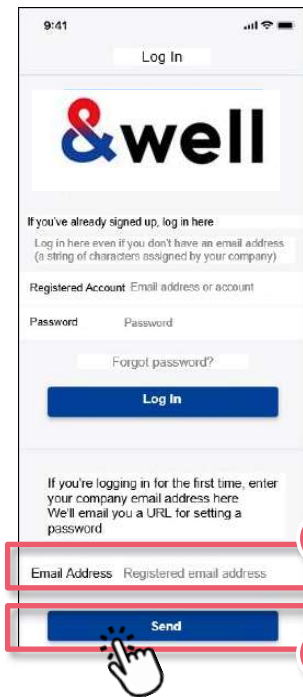 9:41
Log In
&well
If you've already signed up, log in here
Log in here even if you don't have an email address
(a string of characters assigned by your company)
Registered Account Email address or account
Password Password
Forgot password?
Log In
If you're logging in for the first time, enter
your company email address here
We'll email you a URL for setting a
password
Email Address Registered email address
Send